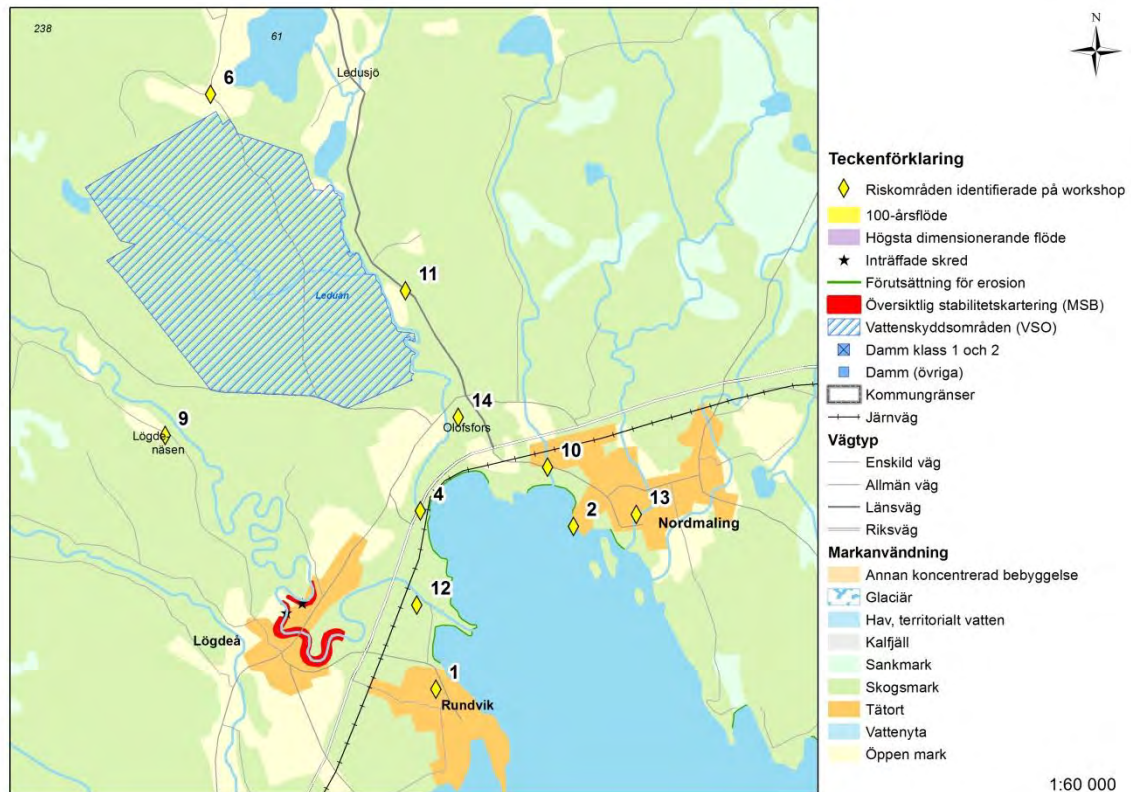 238
61
N
6
Ledusjö
11
Leduån
9
Lögde-
näsen
14
Olofsfors
10
4
2
13
Nordmaling
12
Lögdeå
1
Rundvik
Teckenförklaring
Riskområden identifierade på workshop
100-årsflöde
Högsta dimensionerande flöde
Inträffade skred
Förutsättning för erosion
Översiktlig stabilitetskartering (MSB)
Vattenskyddsområden (VSO)
Damm klass 1 och 2
Damm (övriga)
Kommungränser
Järnväg
Vägtyp
Enskild väg
Allmän väg
Länsväg
Riksväg
Markanvändning
Annan koncentrerad bebyggelse
Glaciär
Hav, territorialt vatten
Kalfjäll
Sankmark
Skogsmark
Tätort
Vattenyta
Öppen mark
1:60 000